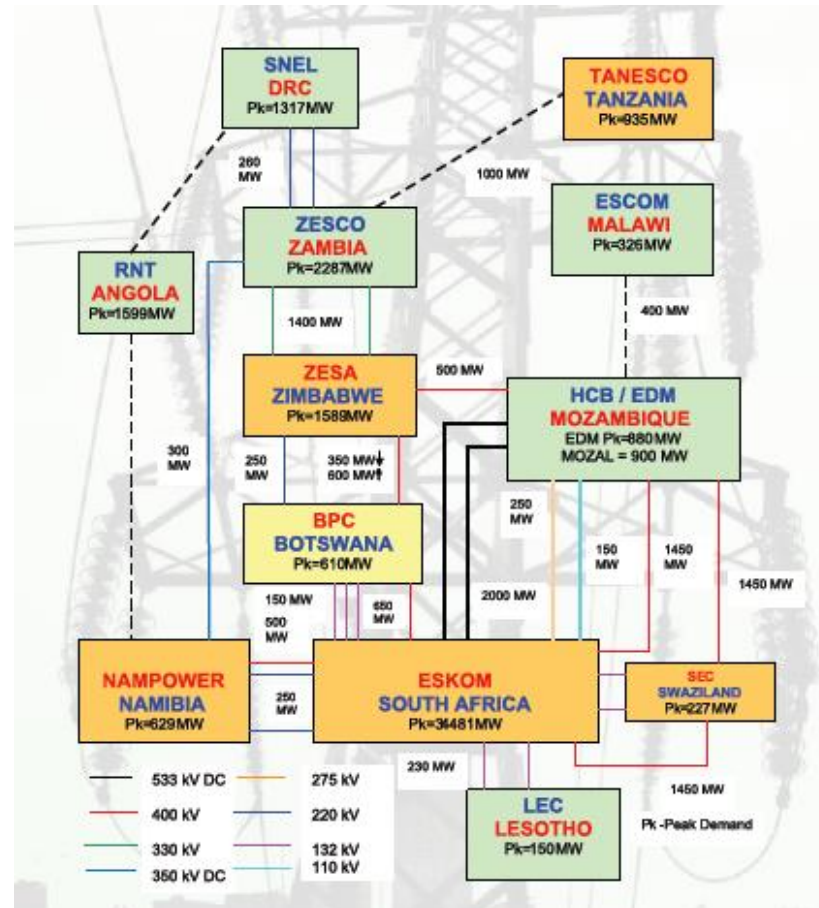 SNEL
DRC
Pk=1317MW
TANESCO
TANZANIA
Pk=935MW
260
MW
1000 MW
ESCOM
MALAWI
Pk=326MW
ZESCO
ZAMBIA
Pk=2287MW
RNT
ANGOLA
Pk=1599MW
400 MW
1400 MW
ZESA
ZIMBABWE
Pk=1589MW
500 MW
HCB / EDM
MOZAMBIQUE
EDM Pk=880MW
MOZAL = 900 MW
300
MW
250
MW
350 MW
600 MW
BPC
BOTSWANA
Pk=610MW
250
MW
150
MW
1450
MW
1450 MW
2000 MW
150 MW
500
MW
650
MW
NAMPOWER
NAMIBIA
Pk=629MW
250
MW
ESKOM
SOUTH AFRICA
Pk=36481MW
SEC
SWAZILAND
Pk=227MW
230 MW
1450 MW
LEC
LESOTHO
Pk=150MW
Pk -Peak Demand
533 kV DC
275 kV
400 kV
220 kV
330 kV
132 kV
350 kV DC
110 kV